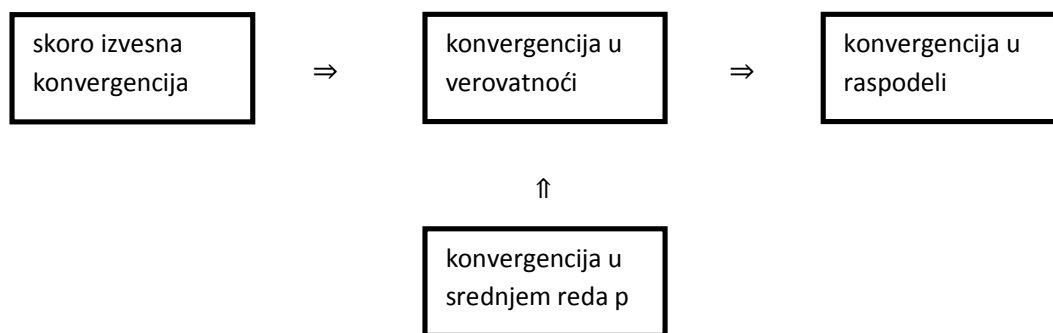 skoro izvesna
konvergencija
⇒
konvergencija u
verovatnoći
⇒
konvergencija u
raspodeli
⇑
konvergencija u
srednjem reda p